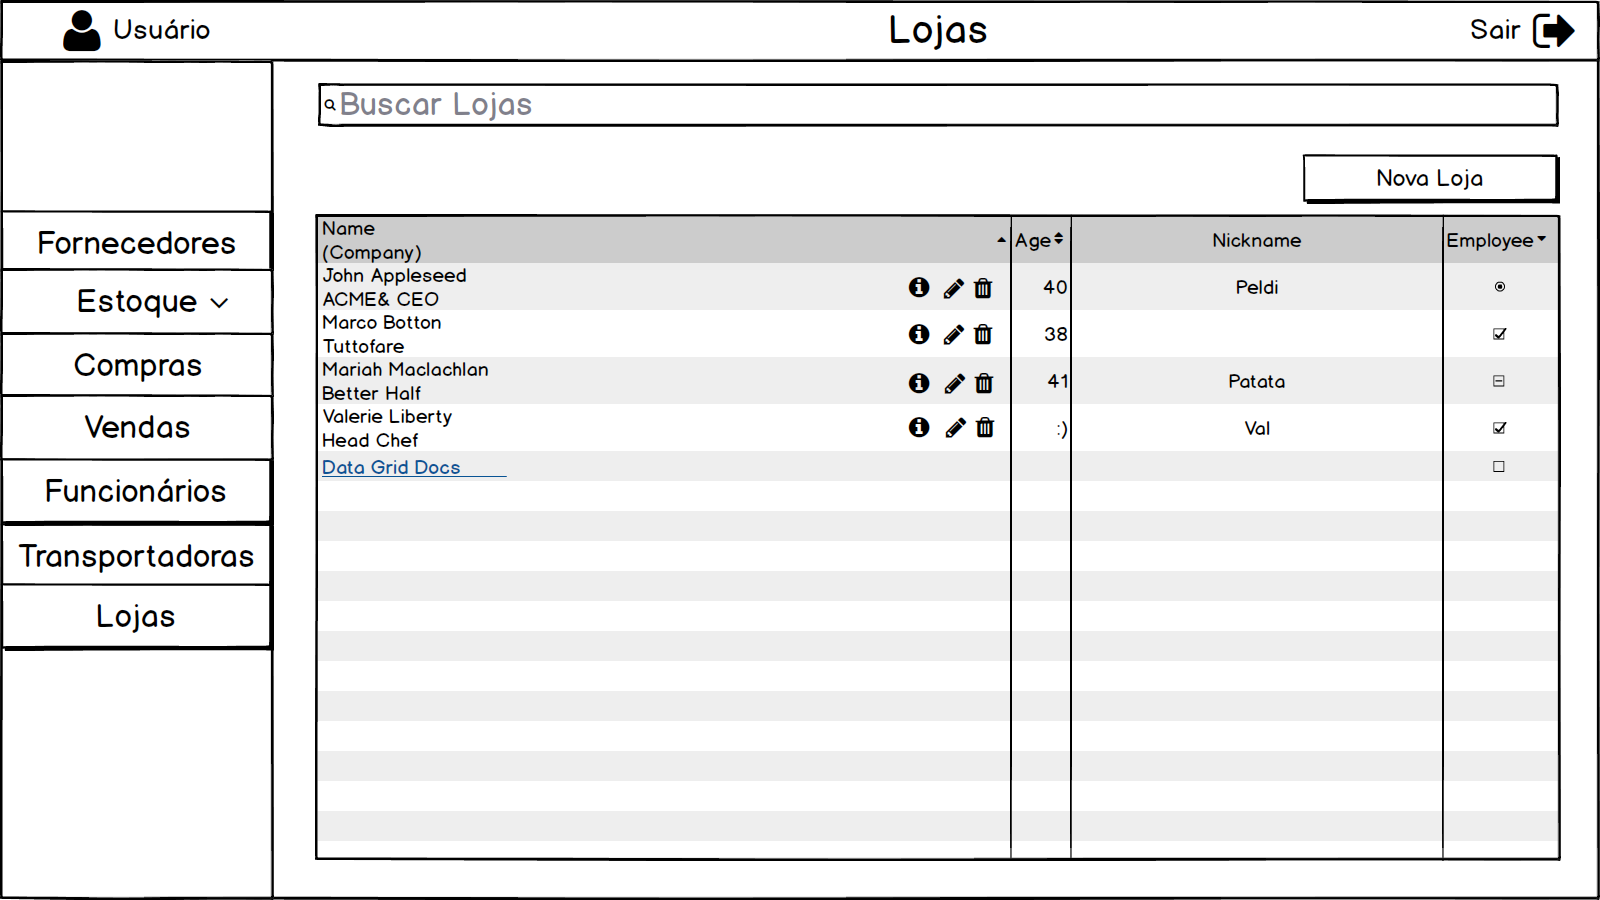 Usuário
Lojas
Sair
Buscar Lojas
Nova Loja
Fornecedores
Estoque
Compras
Vendas
Funcionários
Transportadoras
Lojas
Name
(Company)
Age
Nickname
Employee
John Appleseed
ACME& CEO
40
Peldi
Marco Botton
Tuttofare
38
Mariah Maclachlan
Better Half
41
Patata
Valerie Liberty
Head Chef
:)
Val
Data Grid Docs